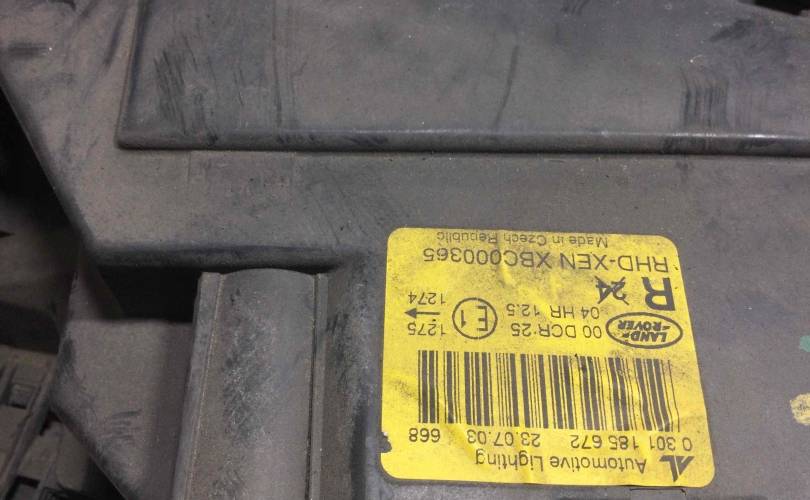 Automotive Lighting
0 301 185 672 23.07.03 668
LAND-
ROVER
00 DCR'25
04 HR 12.5
E1
1275
1274
R 24
RHD-XEN XBC000365
Made in Czech Republic